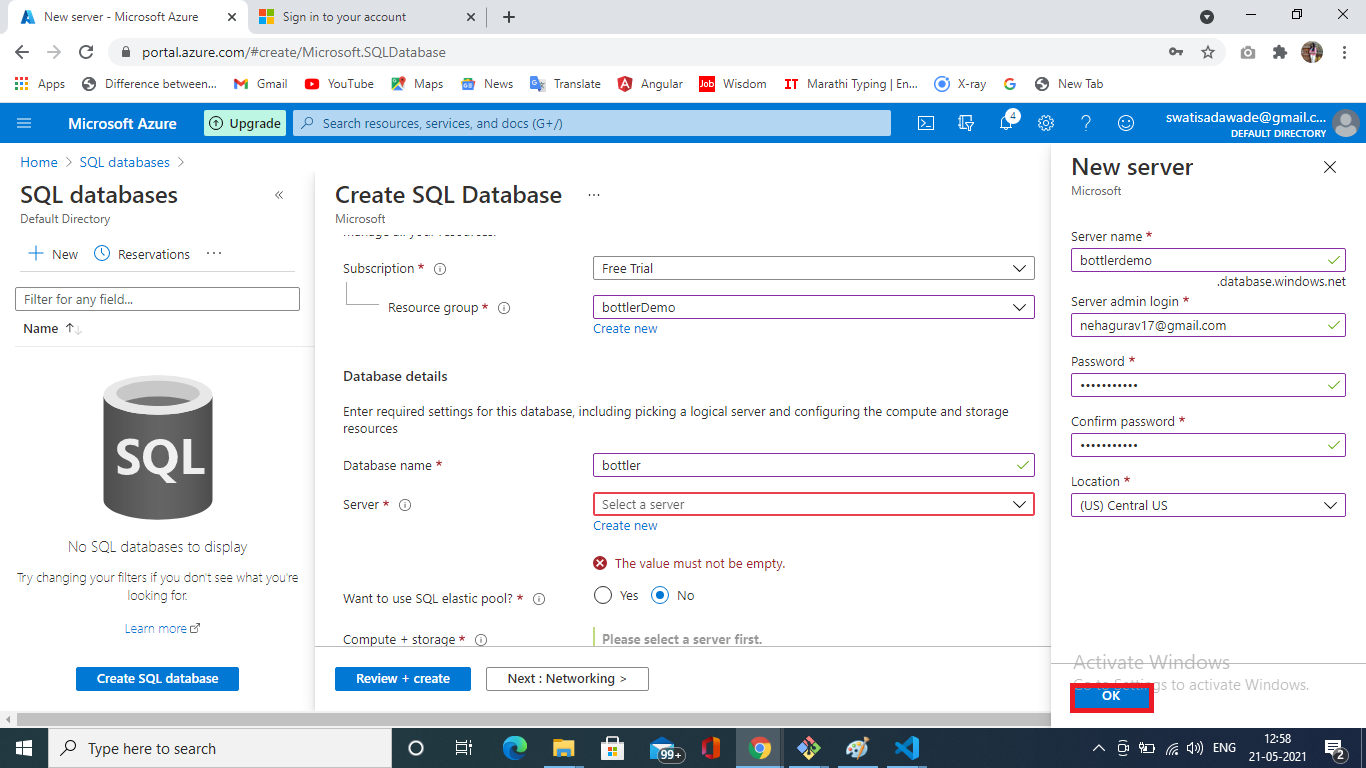 New server - Microsoft Azure
Sign in to your account
portal.azure.com/#create/Microsoft.SQLDatabase
Apps
Difference between...
Gmail
YouTube
Maps
News
Translate
Angular
Job
Wisdom
IT
Marathi Typing | En...
X-ray
New Tab
Microsoft Azure
Upgrade
Search resources, services, and docs (G+/)
4
swatisadawade@gmail.c...
DEFAULT DIRECTORY
Home > SQL databases >
SQL databases
Default Directory
New
Reservations
Filter for any field...
Name
SQL
No SQL databases to display
Try changing your filters if you don't see what you're
looking for.
Learn more
Create SQL database
Create SQL Database
Microsoft
manage all your resources.
Subscription *
Free Trial
Resource group *
bottlerDemo
Create new
Database details
Enter required settings for this database, including picking a logical server and configuring the compute and storage
resources
Database name *
bottler
Server *
Select a server
Create new
The value must not be empty.
Want to use SQL elastic pool? *
Yes
No
Compute + storage *
Please select a server first.
Review + create
Next : Networking >
New server
Microsoft
Server name *
bottlerdemo
.database.windows.net
Server admin login *
nehagurav17@gmail.com
Password *
•••••••••••
Confirm password *
•••••••••••
Location *
(US) Central US
Activate Windows
Go to Settings to activate Windows.
OK
Type here to search
99+
ENG
12:58
21-05-2021
2